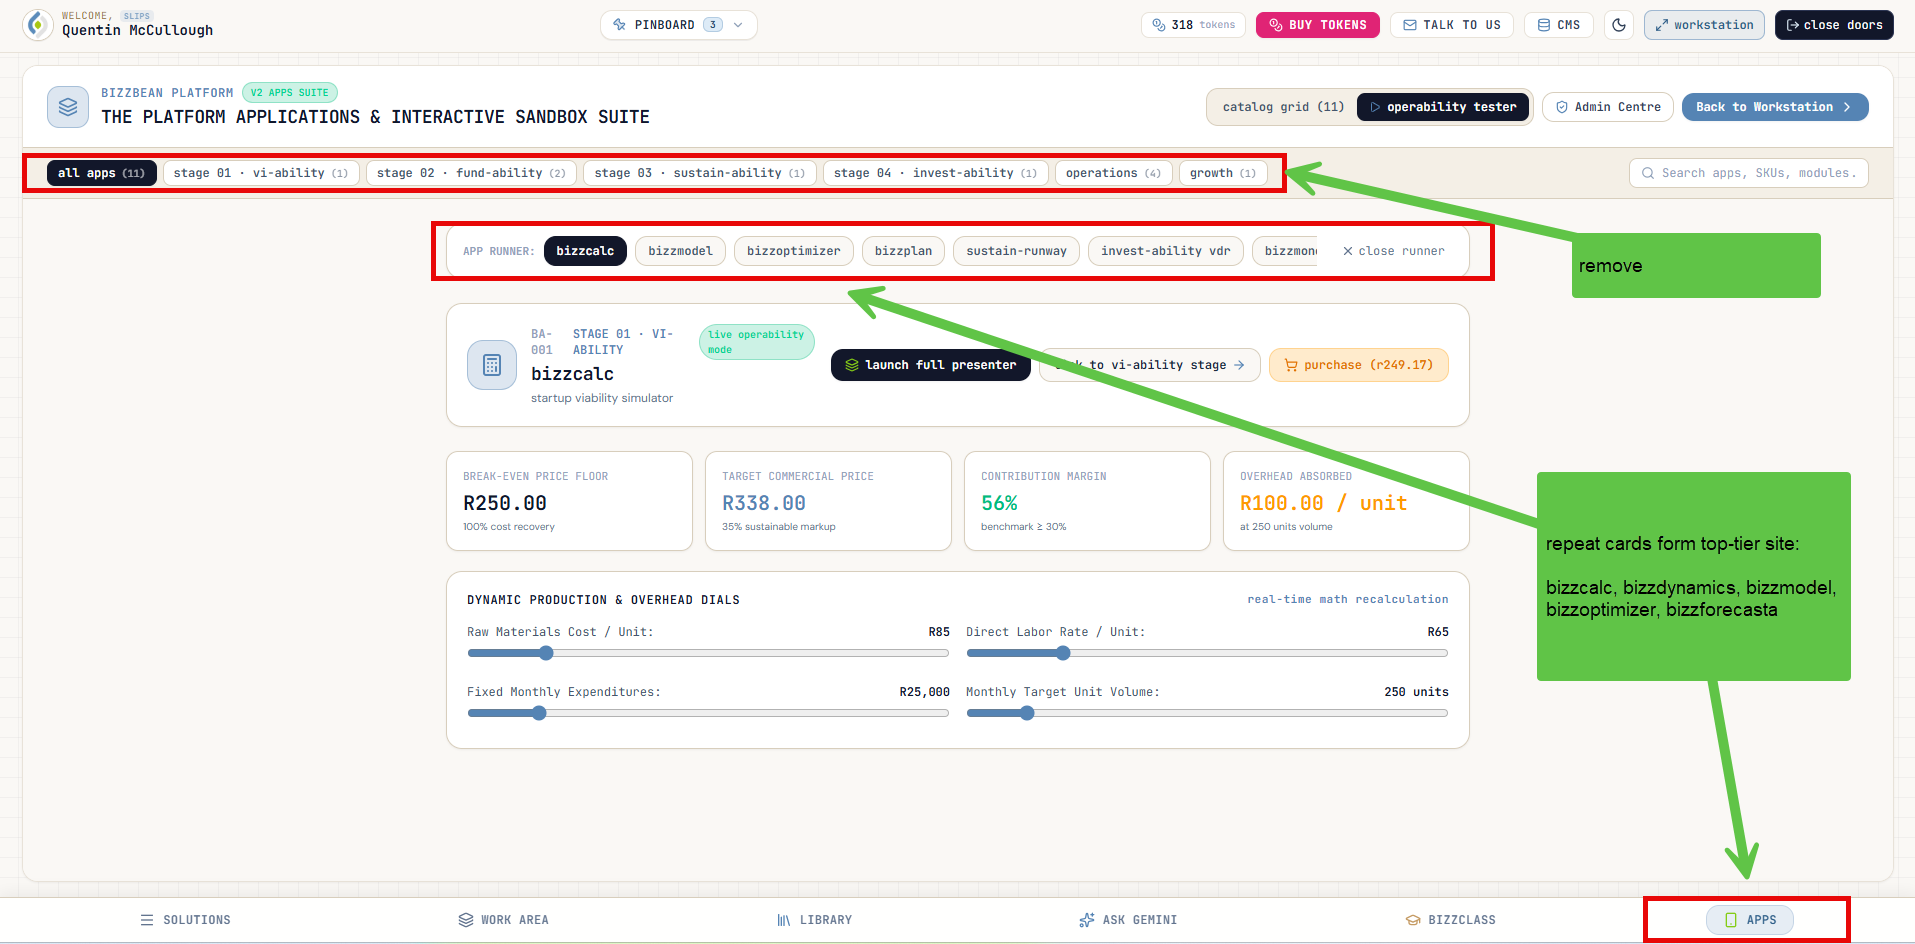 WELCOME, SLIPS
Quentin McCullough
PINBOARD 3
318 tokens
BUY TOKENS
TALK TO US
CMS
workstation
close doors
BIZZBEAN PLATFORM V2 APPS SUITE
THE PLATFORM APPLICATIONS & INTERACTIVE SANDBOX SUITE
catalog grid (11)
operability tester
Admin Centre
Back to Workstation
all apps (11)
stage 01 · vi-ability (1)
stage 02 · fund-ability (2)
stage 03 · sustain-ability (1)
stage 04 · invest-ability (1)
operations (4)
growth (1)
Search apps, SKUs, modules.
APP RUNNER:
bizzcalc
bizzmodel
bizzoptimizer
bizzplan
sustain-runway
invest-ability vdr
close runner
remove
BA-
001
STAGE 01 · VI-
ABILITY
live operability
mode
bizzcalc
startup viability simulator
launch full presenter
to vi-ability stage
purchase (r249.17)
BREAK-EVEN PRICE FLOOR
R250.00
100% cost recovery
TARGET COMMERCIAL PRICE
R338.00
35% sustainable markup
CONTRIBUTION MARGIN
56%
benchmark ≥ 30%
OVERHEAD ABSORBED
R100.00 / unit
at 250 units volume
repeat cards form top-tier site:
bizzcalc, bizzdynamics, bizzmodel,
bizzoptimizer, bizzforecasta
DYNAMIC PRODUCTION & OVERHEAD DIALS
real-time math recalculation
Raw Materials Cost / Unit: R85
Direct Labor Rate / Unit: R65
Fixed Monthly Expenditures: R25,000
Monthly Target Unit Volume: 250 units
SOLUTIONS
WORK AREA
LIBRARY
ASK GEMINI
BIZZCLASS
APPS